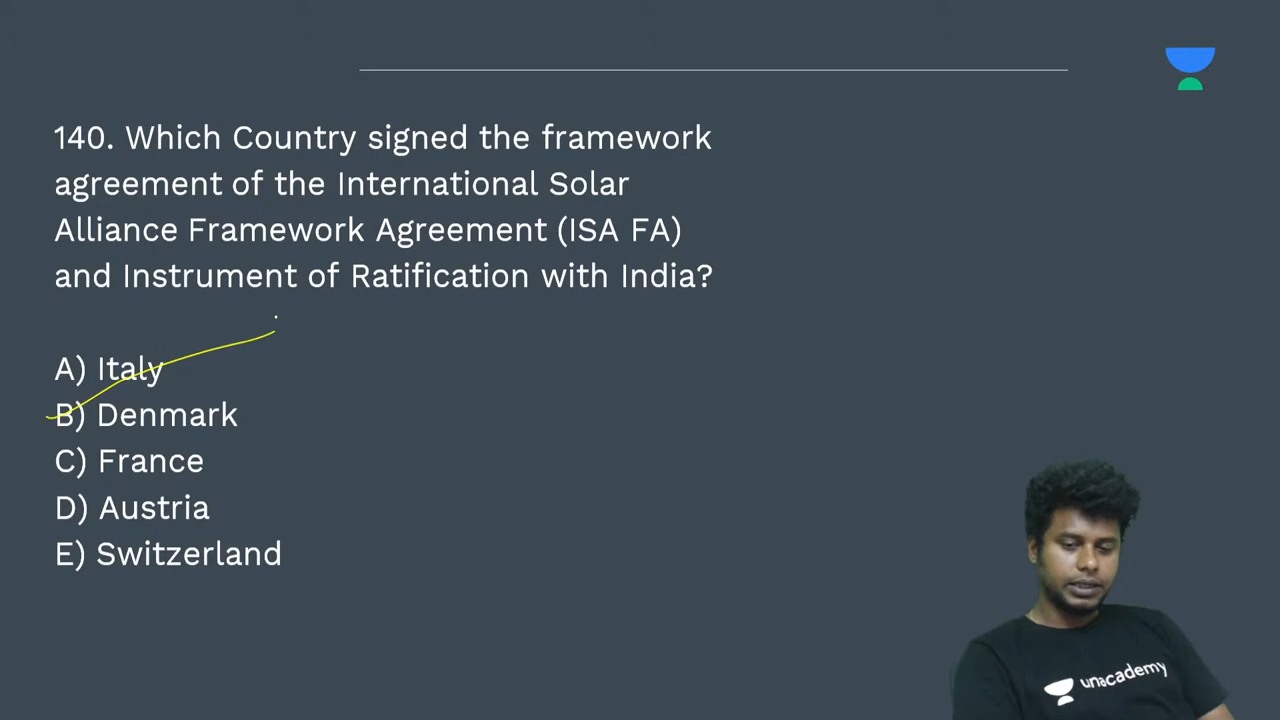 140. Which Country signed the framework
agreement of the International Solar
Alliance Framework Agreement (ISA FA)
and Instrument of Ratification with India?
A) Italy
B) Denmark
C) France
D) Austria
E) Switzerland
unacademy